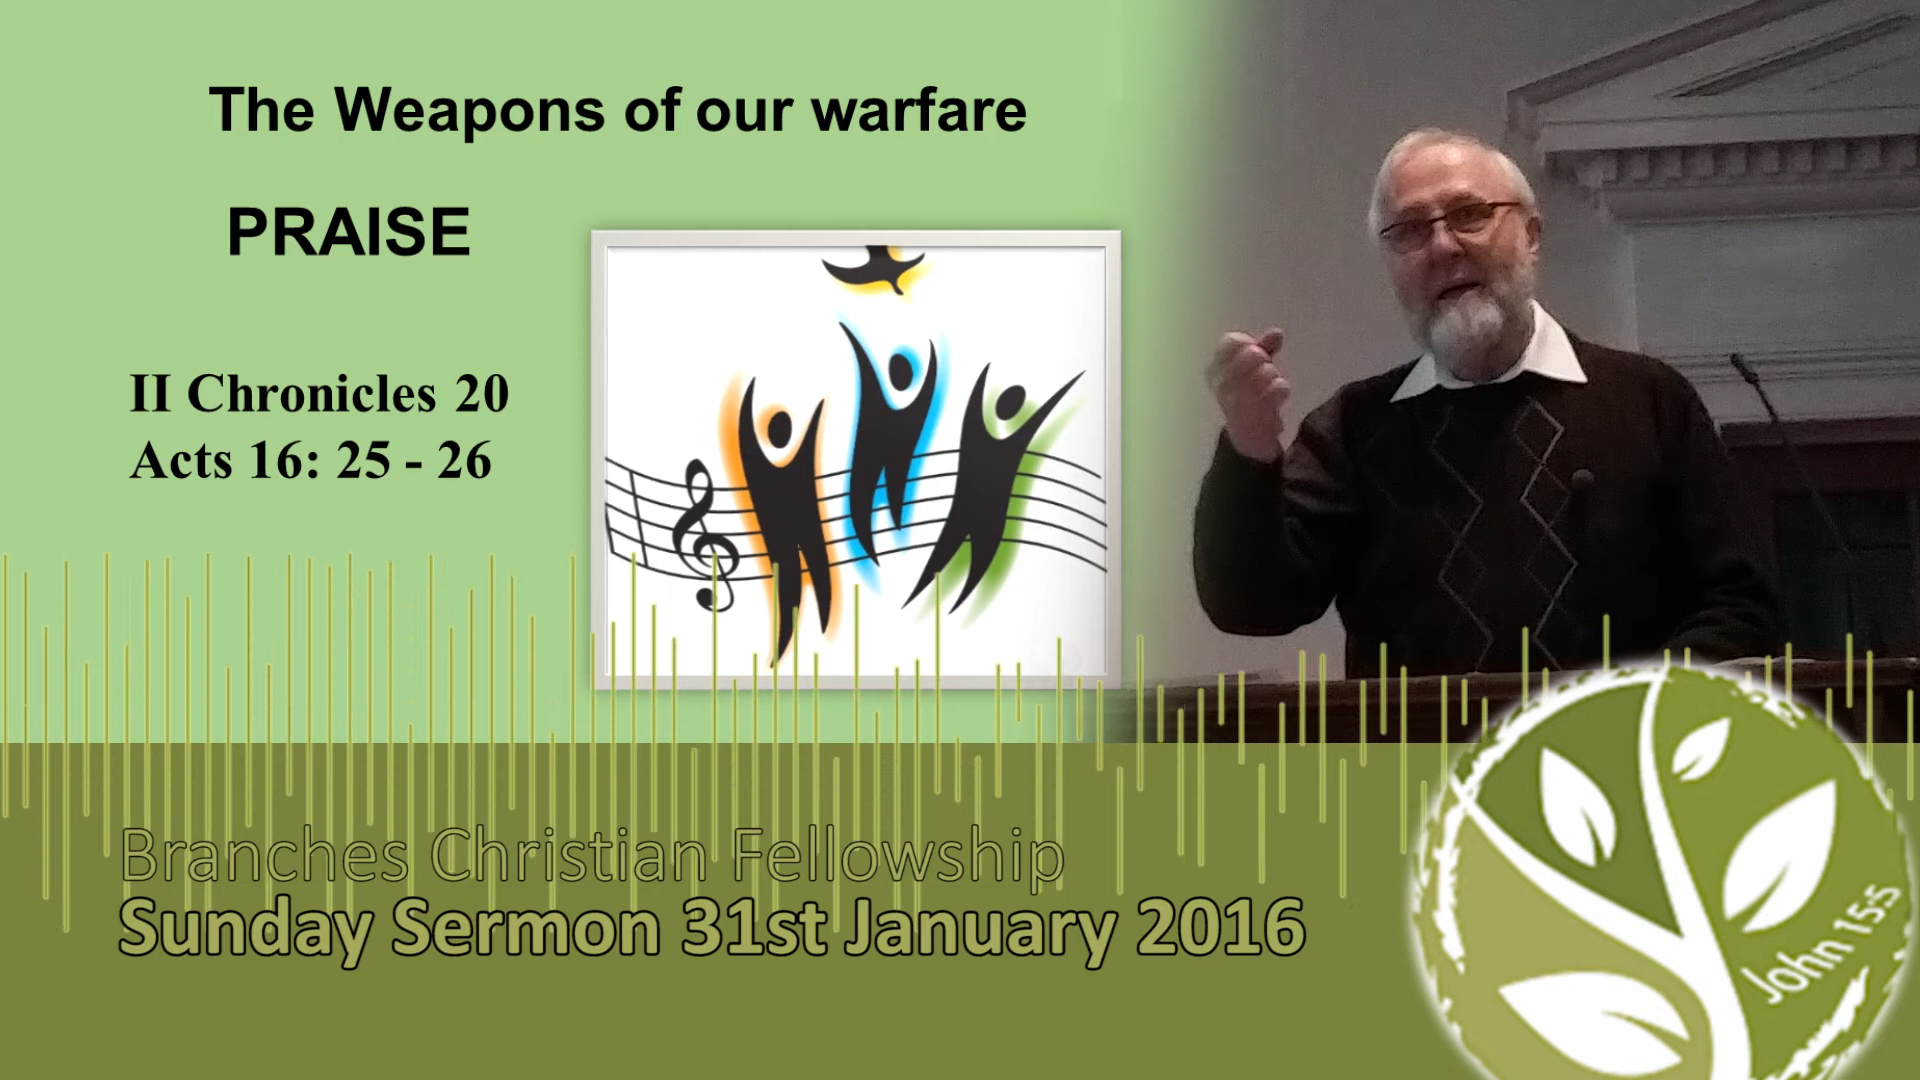 The Weapons of our warfare
PRAISE
II Chronicles 20
Acts 16: 25 - 26
Branches Christian Fellowship
Sunday Sermon 31st January 2016
John 15:5